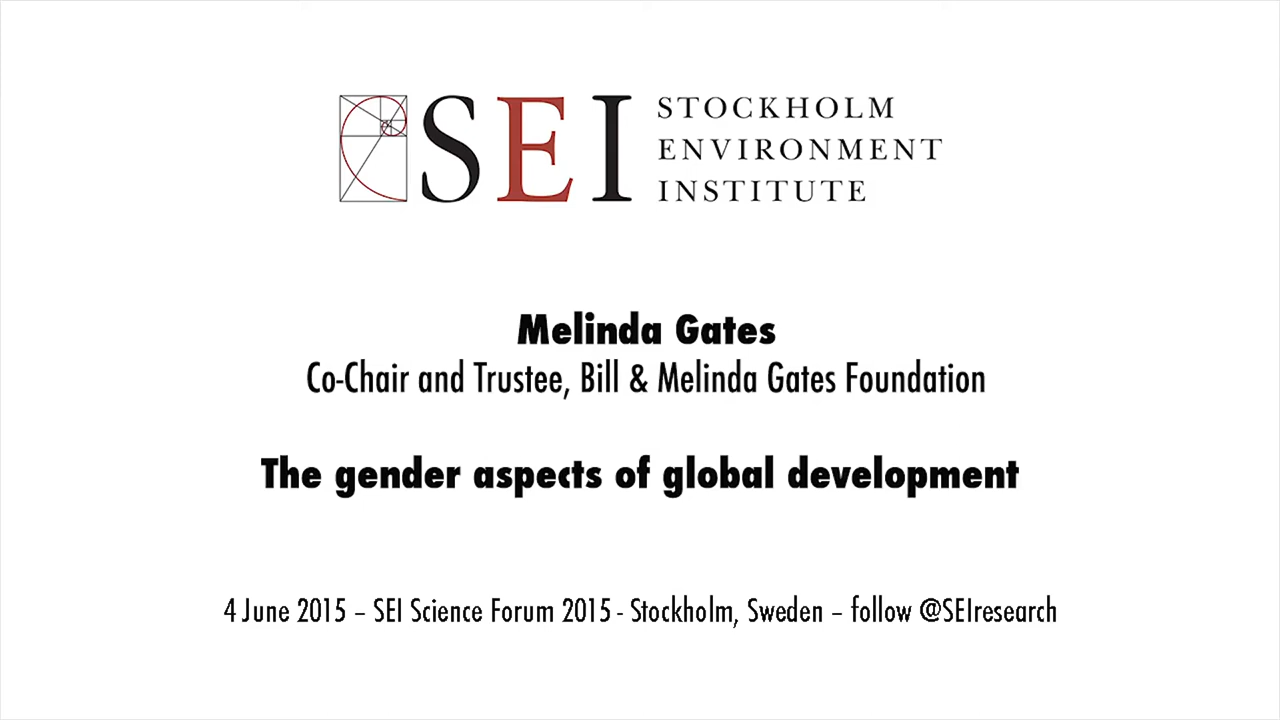 SEI STOCKHOLM
ENVIRONMENT
INSTITUTE
Melinda Gates
Co-Chair and Trustee, Bill & Melinda Gates Foundation
The gender aspects of global development
4 June 2015 – SEI Science Forum 2015 - Stockholm, Sweden – follow @SEIresearch